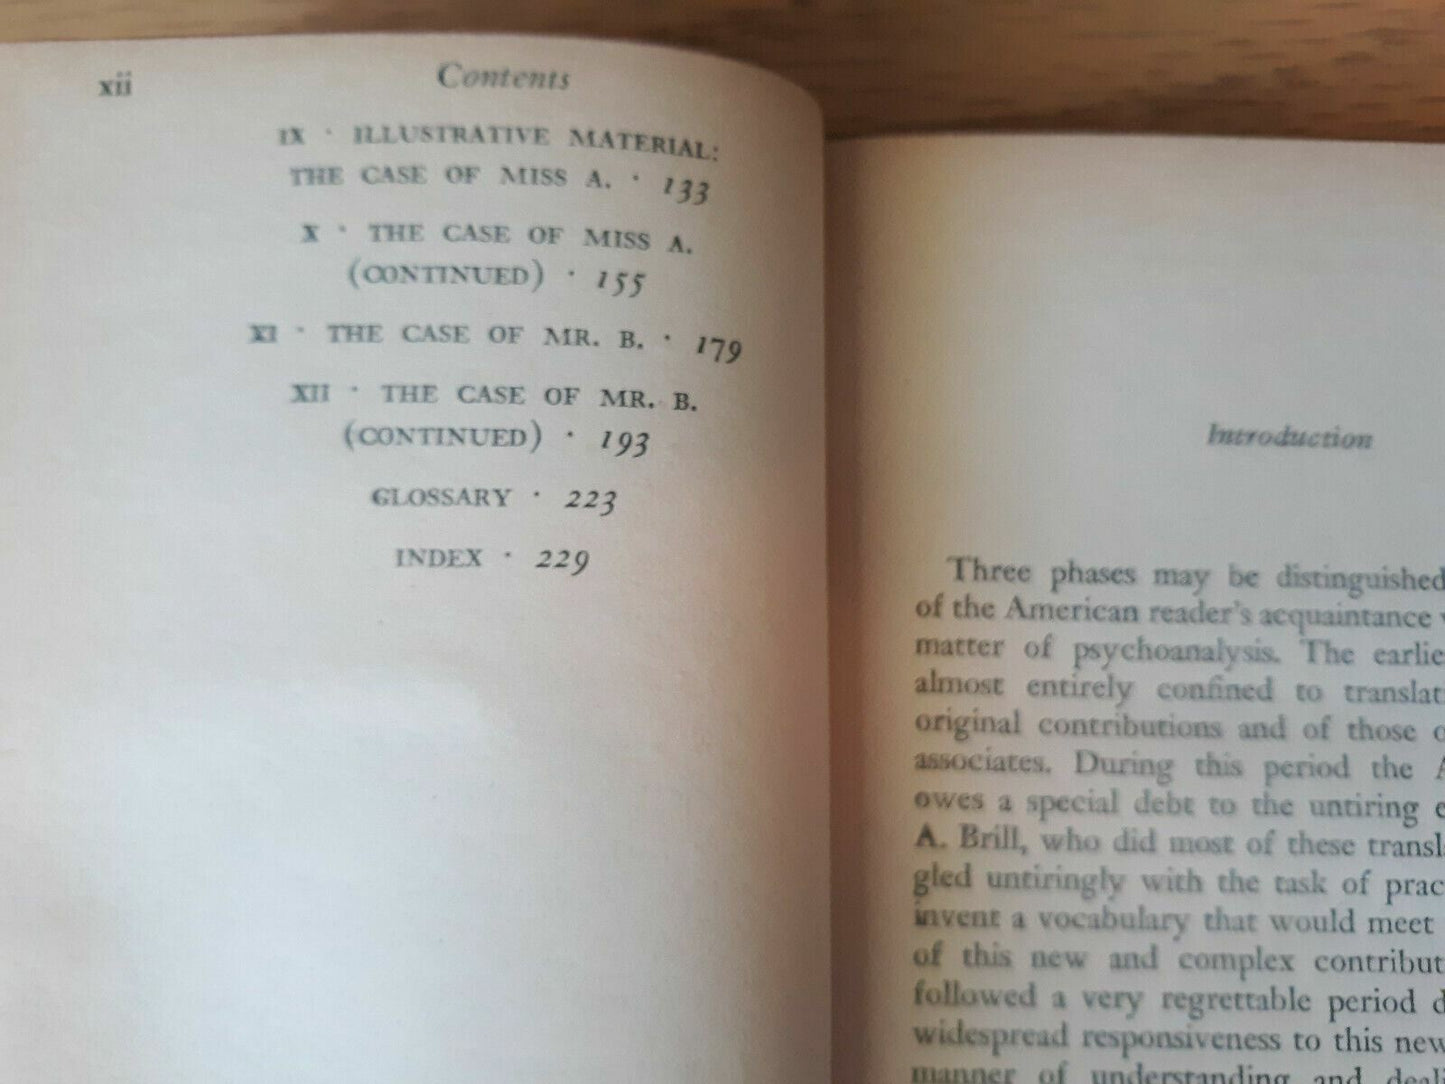 xii
Contents
IX · ILLUSTRATIVE MATERIAL:
THE CASE OF MISS A. · 133
X · THE CASE OF MISS A.
(CONTINUED) · 155
XI · THE CASE OF MR. B. · 179
XII · THE CASE OF MR. B.
(CONTINUED) · 193
GLOSSARY · 223
INDEX · 229
Introduction
Three phases may be distinguished
of the American reader's acquaintance
matter of psychoanalysis. The earlie
almost entirely confined to translat
original contributions and of those
associates. During this period the
owes a special debt to the untiring
A. Brill, who did most of these transl
gled untiringly with the task of prac
invent a vocabulary that would meet
of this new and complex contribut
followed a very regrettable period
widespread responsiveness to this new
manner of understanding and deali